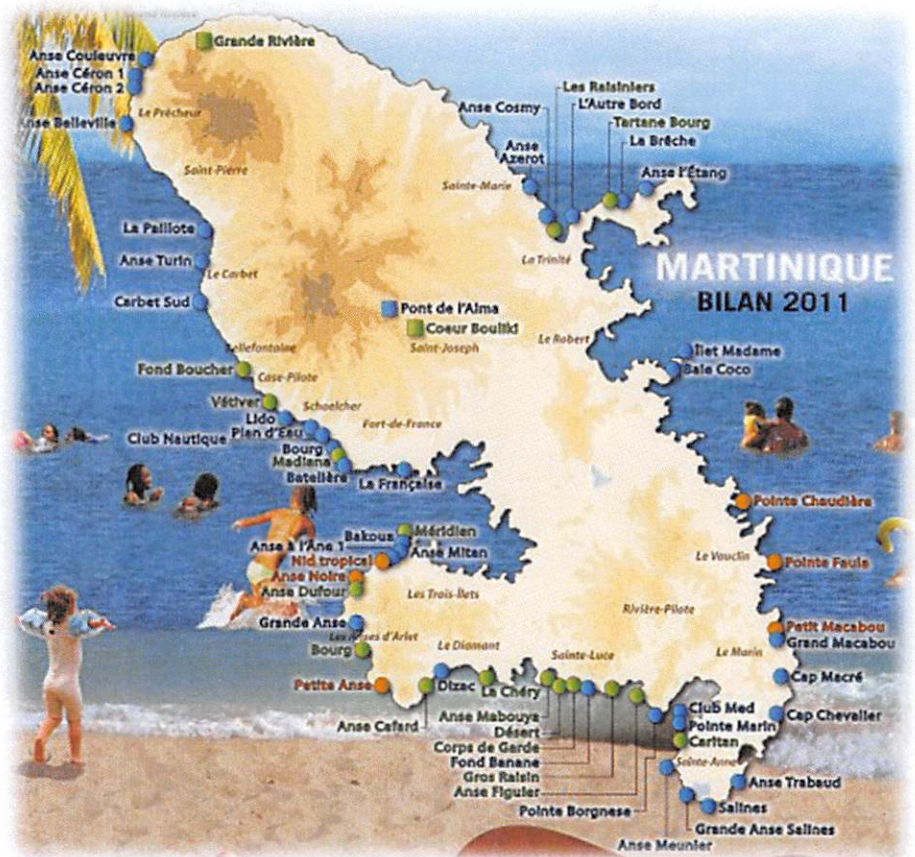 Grande Rivière
Anse Couleuvre
Anse Céron 1
Anse Céron 2
Le Prêcheur
Anse Belleville
Saint-Pierre
Les Raisiniers
L'Autre Bord
Anse Cosmy
Tartane Bourg
La Brêche
Anse
Azerot
Anse l'Étang
Sainte-Marie
La Paillote
La Trinité
Anse Turin
Le Carbet
MARTINIQUE
BILAN 2011
Carbet Sud
Pont de l'Alma
Coeur Bouliki
Saint-Joseph
Le Robert
Bellefontaine
Îlet Madame
Baie Coco
Fond Boucher
Case-Pilote
Vétiver
Schoelcher
Lido
Fort-de-France
Plan d'Eau
Club Nautique
Bourg
Madiana
Batelière
La Française
Pointe Chaudière
Méridien
Bakoua
Anse à l'Âne 1
Anse Mitan
Nid tropical
Le Vauclin
Pointe Faula
Anse Noire
Anse Dufour
Les Trois-Îlets
Rivière-Pilote
Grande Anse
Petit Macabou
Les Anses d'Arlet
Grand Macabou
Bourg
Le Diamant
Sainte-Luce
Le Marin
Cap Macré
Petite Anse
Dizac
La Chéry
Club Med
Cap Chevalier
Anse Cafard
Anse Mabouya
Pointe Marin
Désert
Caritan
Corps de Garde
Fond Banane
Sainte-Anne
Gros Raisin
Anse Trabaud
Anse Figuier
Pointe Borgnese
Salines
Grande Anse Salines
Anse Meunier